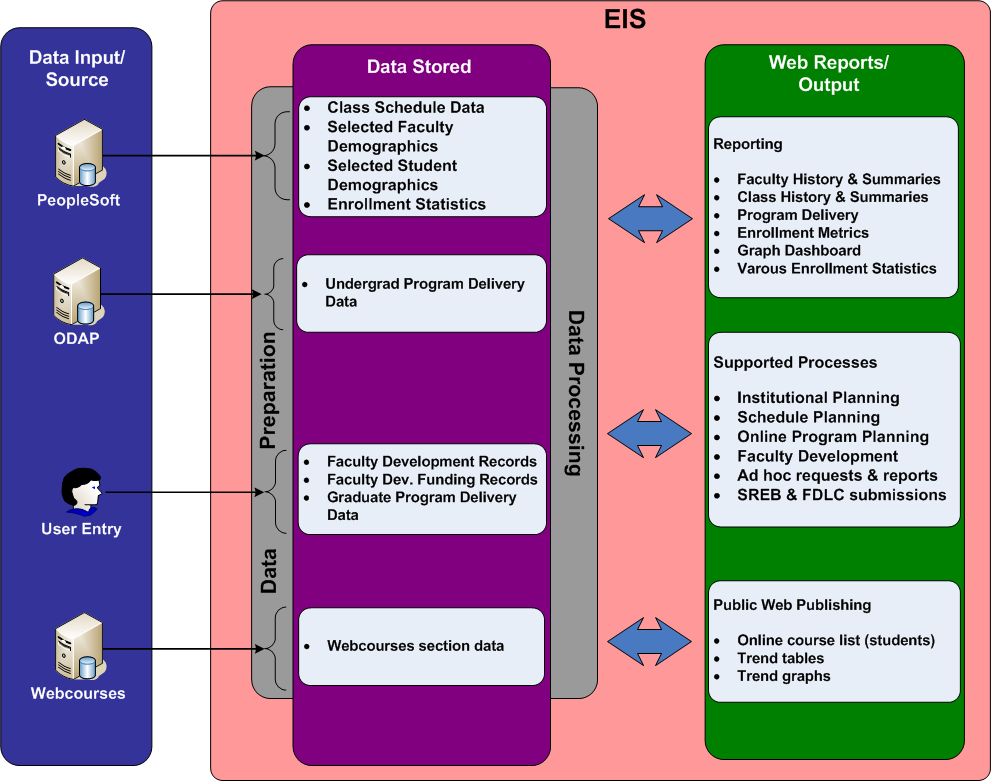 EIS
Data Input/
Source
PeopleSoft
ODAP
User Entry
Webcourses
Data Preparation
Data Stored
• Class Schedule Data
• Selected Faculty
Demographics
• Selected Student
Demographics
• Enrollment Statistics
• Undergrad Program Delivery
Data
• Faculty Development Records
• Faculty Dev. Funding Records
• Graduate Program Delivery
Data
• Webcourses section data
Data Processing
Web Reports/
Output
Reporting
• Faculty History & Summaries
• Class History & Summaries
• Program Delivery
• Enrollment Metrics
• Graph Dashboard
• Varous Enrollment Statistics
Supported Processes
• Institutional Planning
• Schedule Planning
• Online Program Planning
• Faculty Development
• Ad hoc requests & reports
• SREB & FDLC submissions
Public Web Publishing
• Online course list (students)
• Trend tables
• Trend graphs